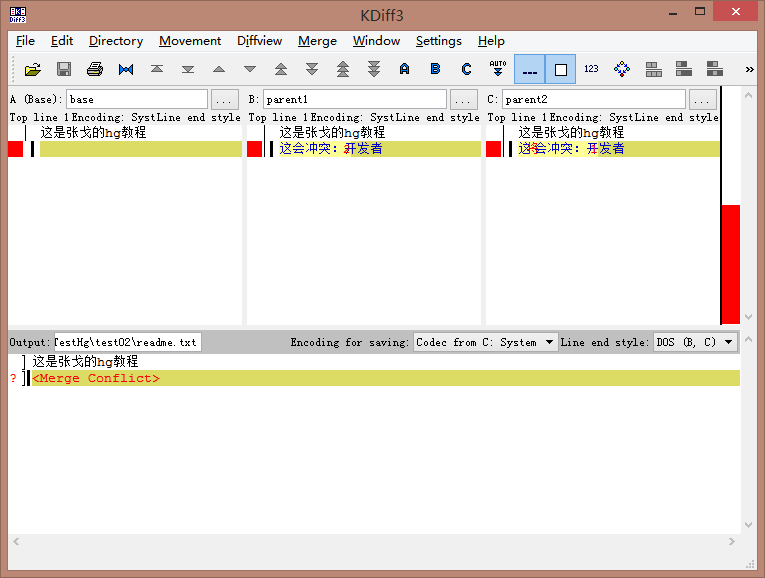 KDiff3
File Edit Directory Movement Diffview Merge Window Settings Help
A B C AUTO 123 »
A (Base): base ... B: parent1 ... C: parent2 ...
Top line 1 Encoding: Syst Line end style Top line 1 Encoding: Syst Line end style Top line 1 Encoding: Syst Line end style
这是张戈的hg教程 这是张戈的hg教程 这是张戈的hg教程
这会冲突: 开发者 会冲突: 开发者
Output: TestHg\test02\readme.txt Encoding for saving: Codec from C: System Line end style: DOS (B, C)
] 这是张戈的hg教程
? ] <Merge Conflict>